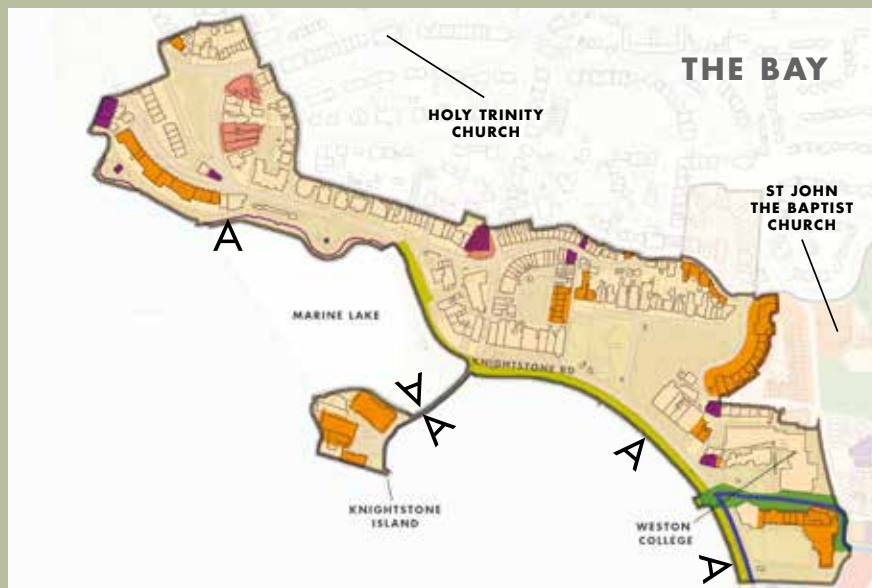 THE BAY
HOLY TRINITY
CHURCH
ST JOHN
THE BAPTIST
CHURCH
MARINE LAKE
KNIGHTSTONE RD
KNIGHTSTONE
ISLAND
WESTON
COLLEGE